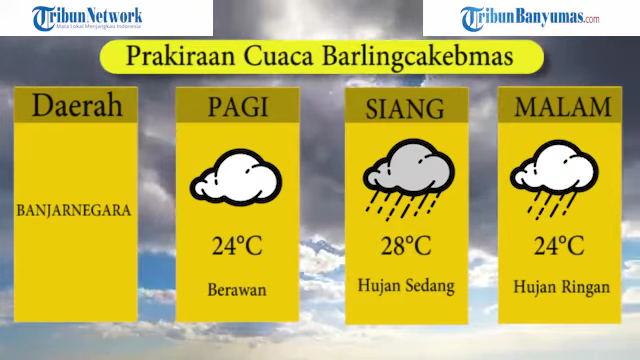 TribunNetwork
Mata Lokal Menjangkau Indonesia
TribunBanyumas.com
Prakiraan Cuaca Barlingcakebmas
Daerah
PAGI
SIANG
MALAM
BANJARNEGARA
24°C
28°C
24°C
Berawan
Hujan Sedang
Hujan Ringan